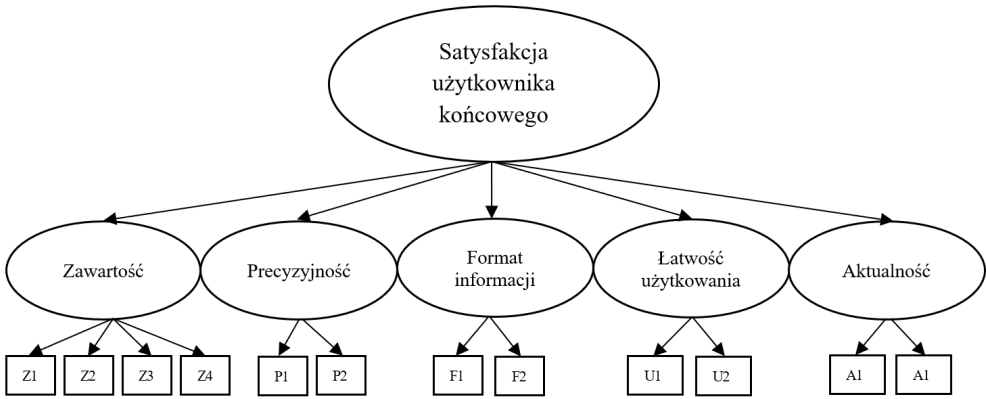 Satysfakcja
użytkownika
końcowego
Zawartość
Precyzyjność
Format
informacji
Łatwość
użytkowania
Aktualność
Z1
Z2
Z3
Z4
P1
P2
F1
F2
U1
U2
A1
A1